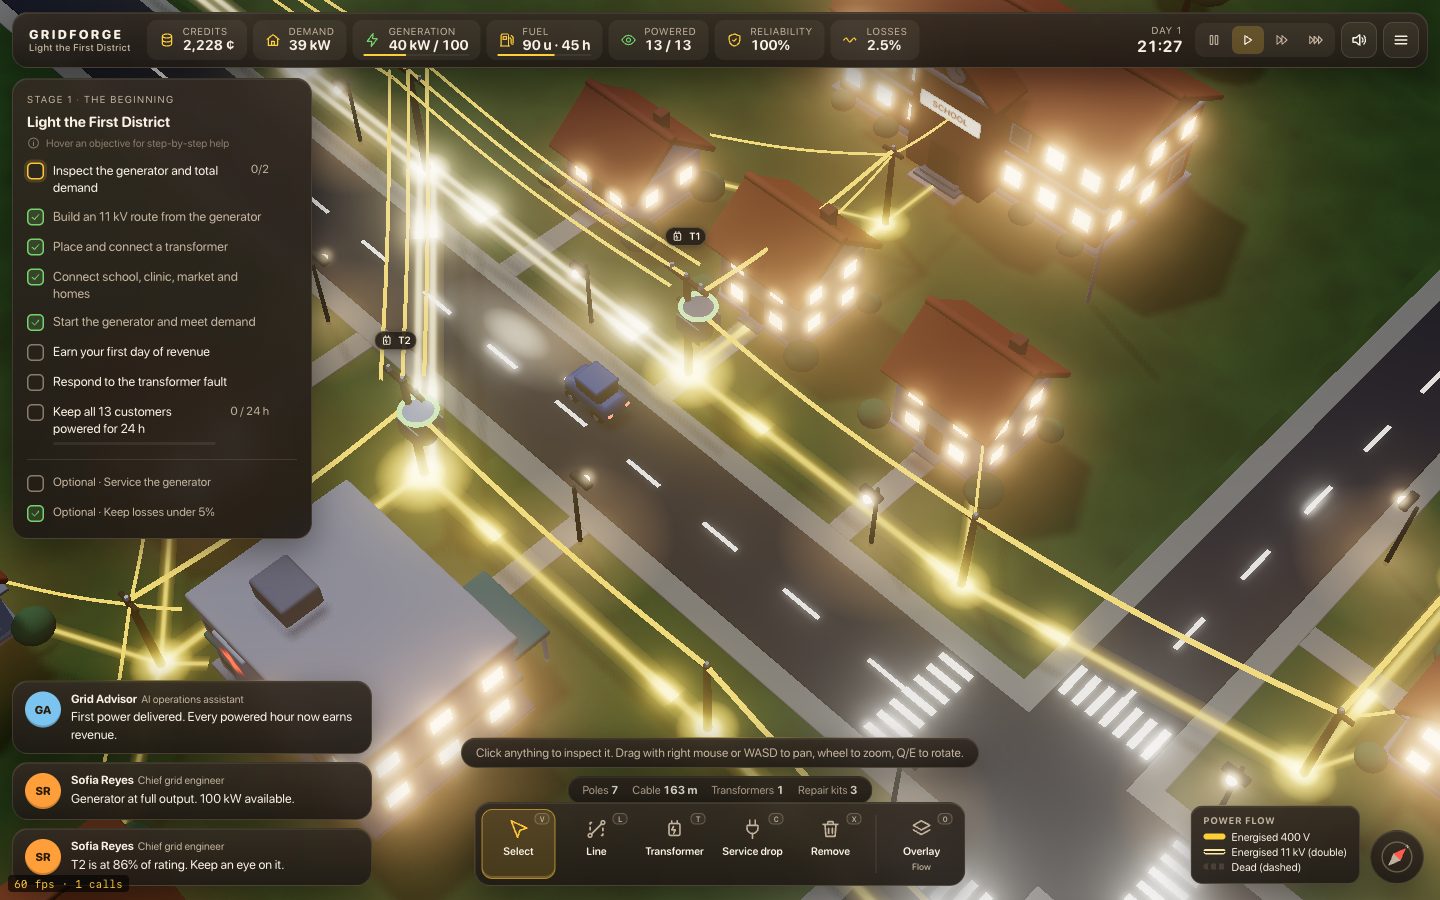 GRIDFORGE
Light the First District
CREDITS
2,228 ¢
DEMAND
39 kW
GENERATION
40 kW / 100
FUEL
90 u · 45 h
POWERED
13 / 13
RELIABILITY
100%
LOSSES
2.5%
DAY 1
21:27
STAGE 1 · THE BEGINNING
Light the First District
Hover an objective for step-by-step help
Inspect the generator and total demand 0/2
Build an 11 kV route from the generator
Place and connect a transformer
Connect school, clinic, market and homes
Start the generator and meet demand
Earn your first day of revenue
Respond to the transformer fault
Keep all 13 customers powered for 24 h 0 / 24 h
Optional · Service the generator
Optional · Keep losses under 5%
SCHOOL
T1
T2
GA
Grid Advisor AI operations assistant
First power delivered. Every powered hour now earns
revenue.
SR
Sofia Reyes Chief grid engineer
Generator at full output. 100 kW available.
SR
Sofia Reyes Chief grid engineer
T2 is at 86% of rating. Keep an eye on it.
60 fps · 1 calls
Click anything to inspect it. Drag with right mouse or WASD to pan, wheel to zoom, Q/E to rotate.
Poles 7 Cable 163 m Transformers 1 Repair kits 3
V
Select
L
Line
T
Transformer
C
Service drop
X
Remove
O
Overlay
Flow
POWER FLOW
Energised 400 V
Energised 11 kV (double)
Dead (dashed)